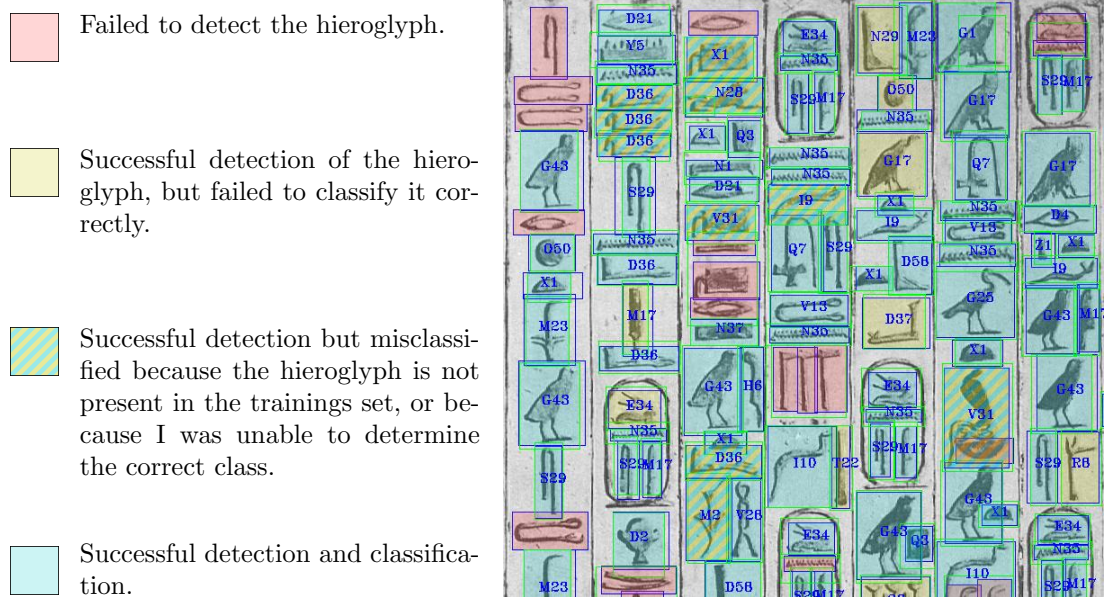 Failed to detect the hieroglyph.
Successful detection of the hiero-
glyph, but failed to classify it cor-
rectly.
Successful detection but misclassi-
fied because the hieroglyph is not
present in the trainings set, or be-
cause I was unable to determine
the correct class.
Successful detection and classifica-
tion.
G43
O50
X1
M23
G43
S29
M23
D21
Y5
N35
D36
D36
D36
S29
N35
D36
M17
D36
E34
N35
S29
M17
D2
X1
N28
X1
Q3
N1
D21
V31
N37
G43
H6
X1
D36
M2
V28
D58
E34
N35
S29
M17
N35
N35
I9
Q7
S29
V13
N35
I10
T22
E34
S29
M17
N29
M23
O50
N35
G17
X1
I9
D58
X1
D37
E34
N35
S29
M17
G43
Q3
G1
G17
Q7
N35
V13
N35
G25
X1
V31
G43
X1
I10
S29
M17
G17
D4
Z1
X1
I9
G43
G43
S29
R8
E34
N35
S29
M17